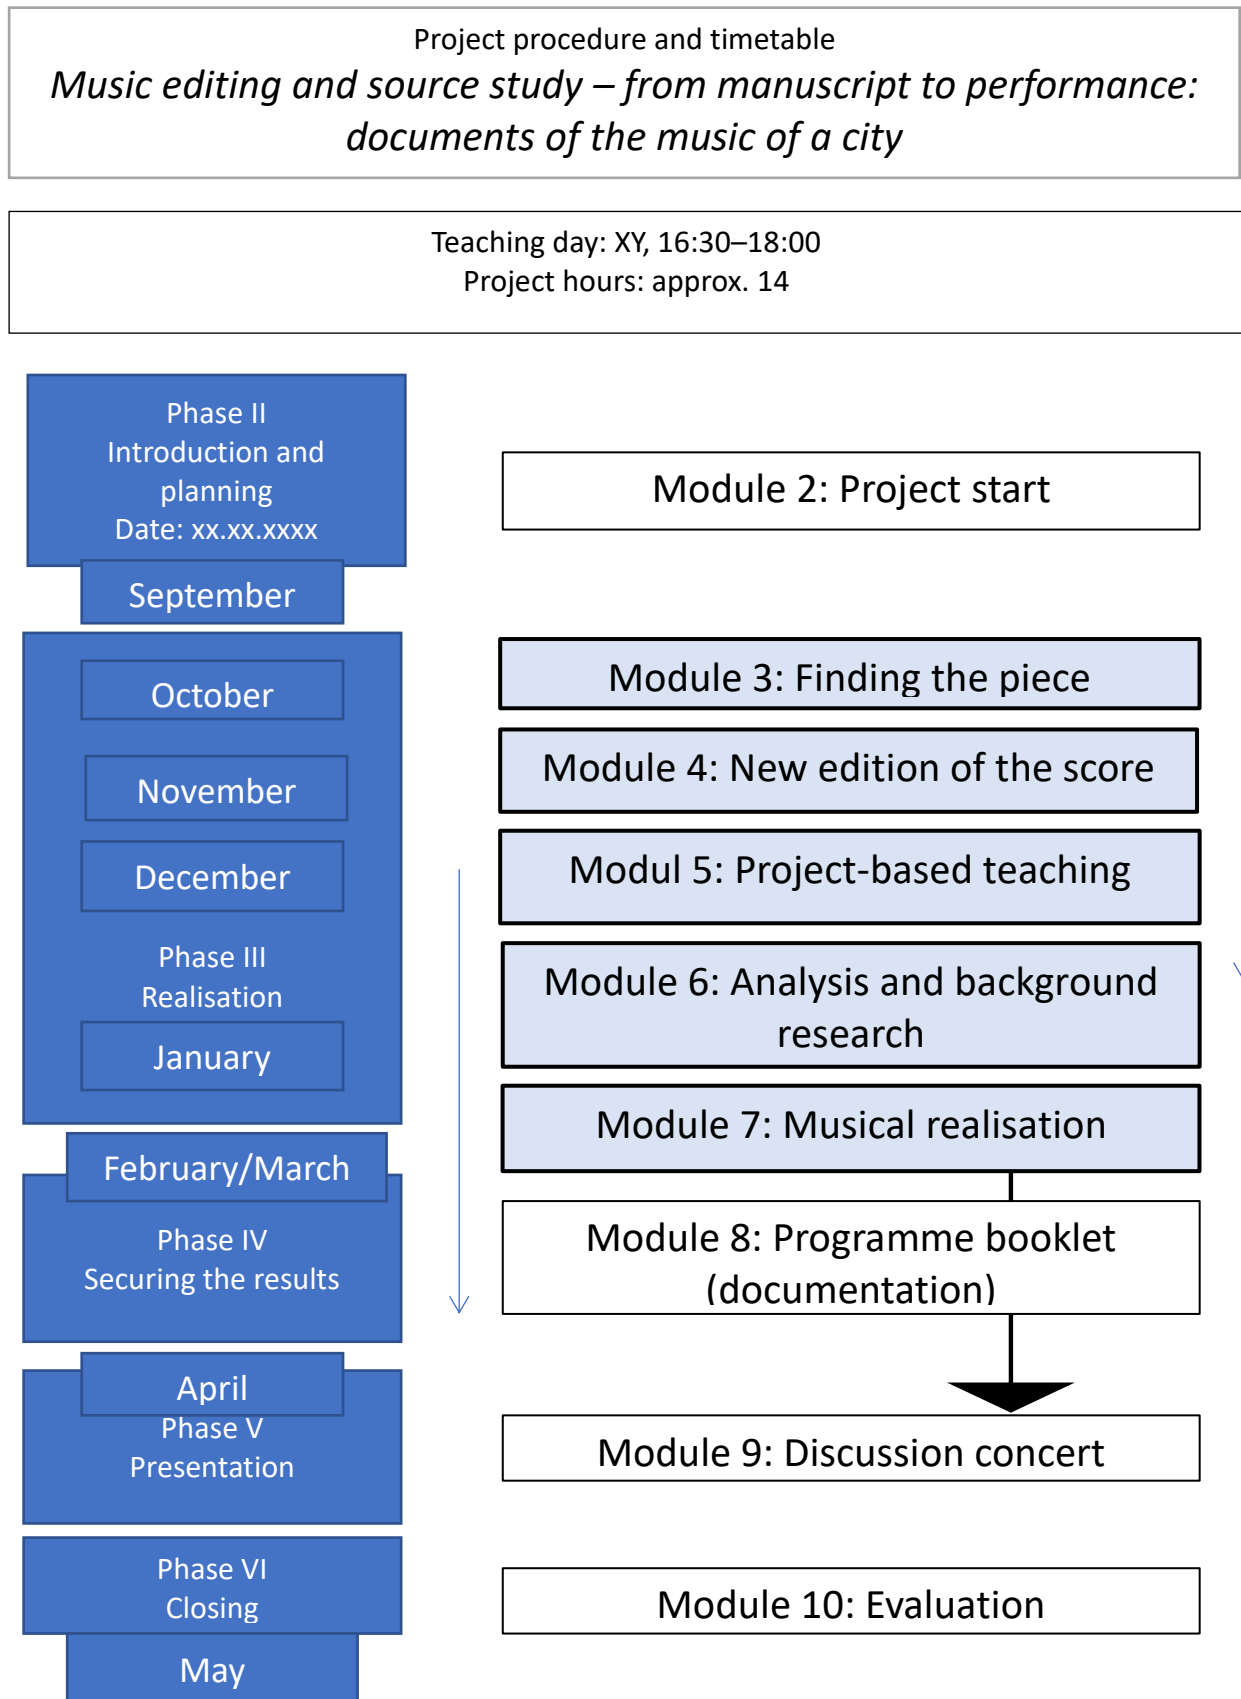 Project procedure and timetable
Music editing and source study – from manuscript to performance:
documents of the music of a city
Teaching day: XY, 16:30–18:00
Project hours: approx. 14
Phase II
Introduction and
planning
Date: xx.xx.xxxx
Module 2: Project start
September
October
Module 3: Finding the piece
November
Module 4: New edition of the score
December
Modul 5: Project-based teaching
Phase III
Realisation
Module 6: Analysis and background
research
January
Module 7: Musical realisation
February/March
Phase IV
Securing the results
Module 8: Programme booklet
(documentation)
April
Phase V
Presentation
Module 9: Discussion concert
Phase VI
Closing
Module 10: Evaluation
May